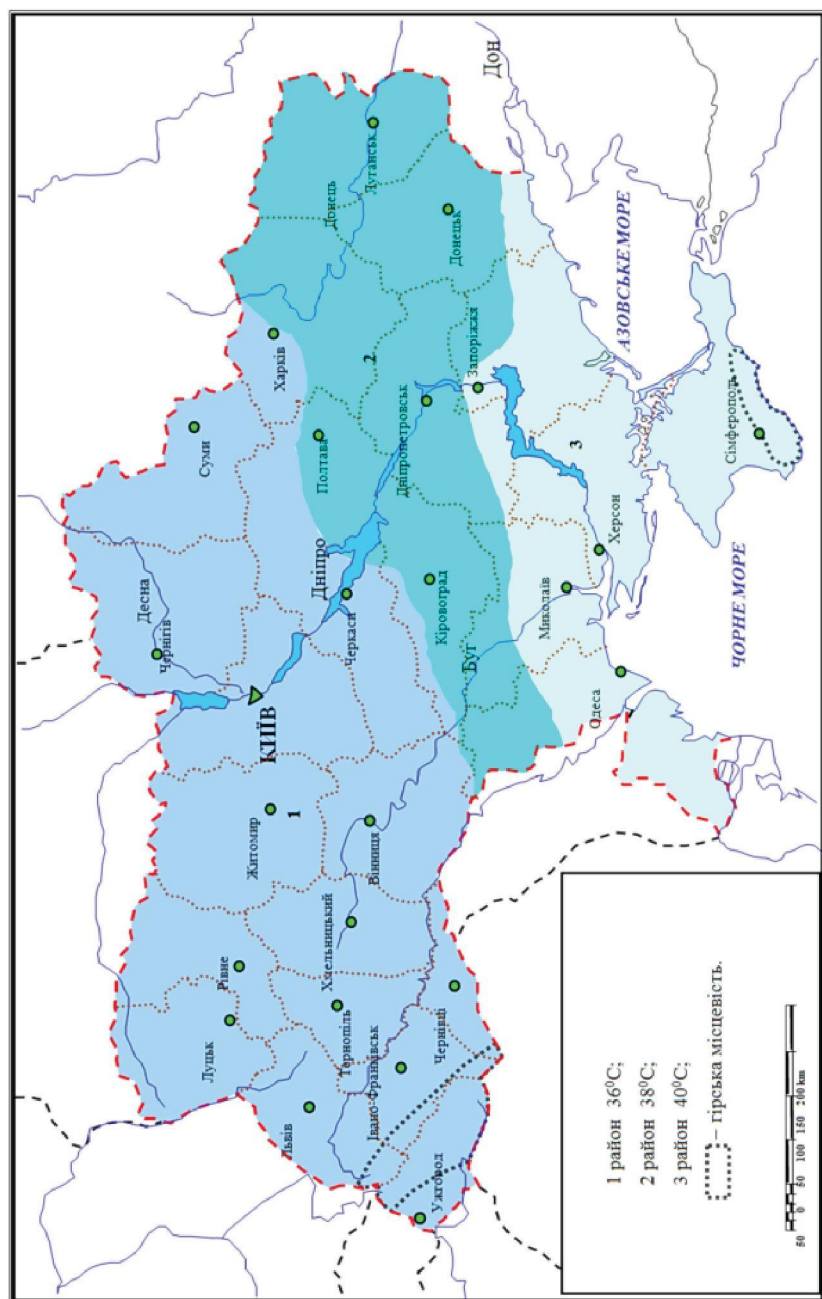 Дон
Луганськ
Донець
Донецьк
Харків
2
Запоріжжя
АЗОВСЬКЕ МОРЕ
Суми
Полтава
Дніпропетровськ
3
Сімферополь
Десна
Чернігів
Дніпро
Черкаси
Кіровоград
Херсон
Миколаїв
ЧОРНЕ МОРЕ
КИЇВ
Буг
Одеса
Житомир
1
Вінниця
Рівне
Хмельницький
Луцьк
Тернопіль
Чернівці
Львів
Івано-Франківськ
Ужгород
1 район 36⁰С;
2 район 38⁰С;
3 район 40⁰С;
– гірська місцевість.
50 0 50 100 150 200 km